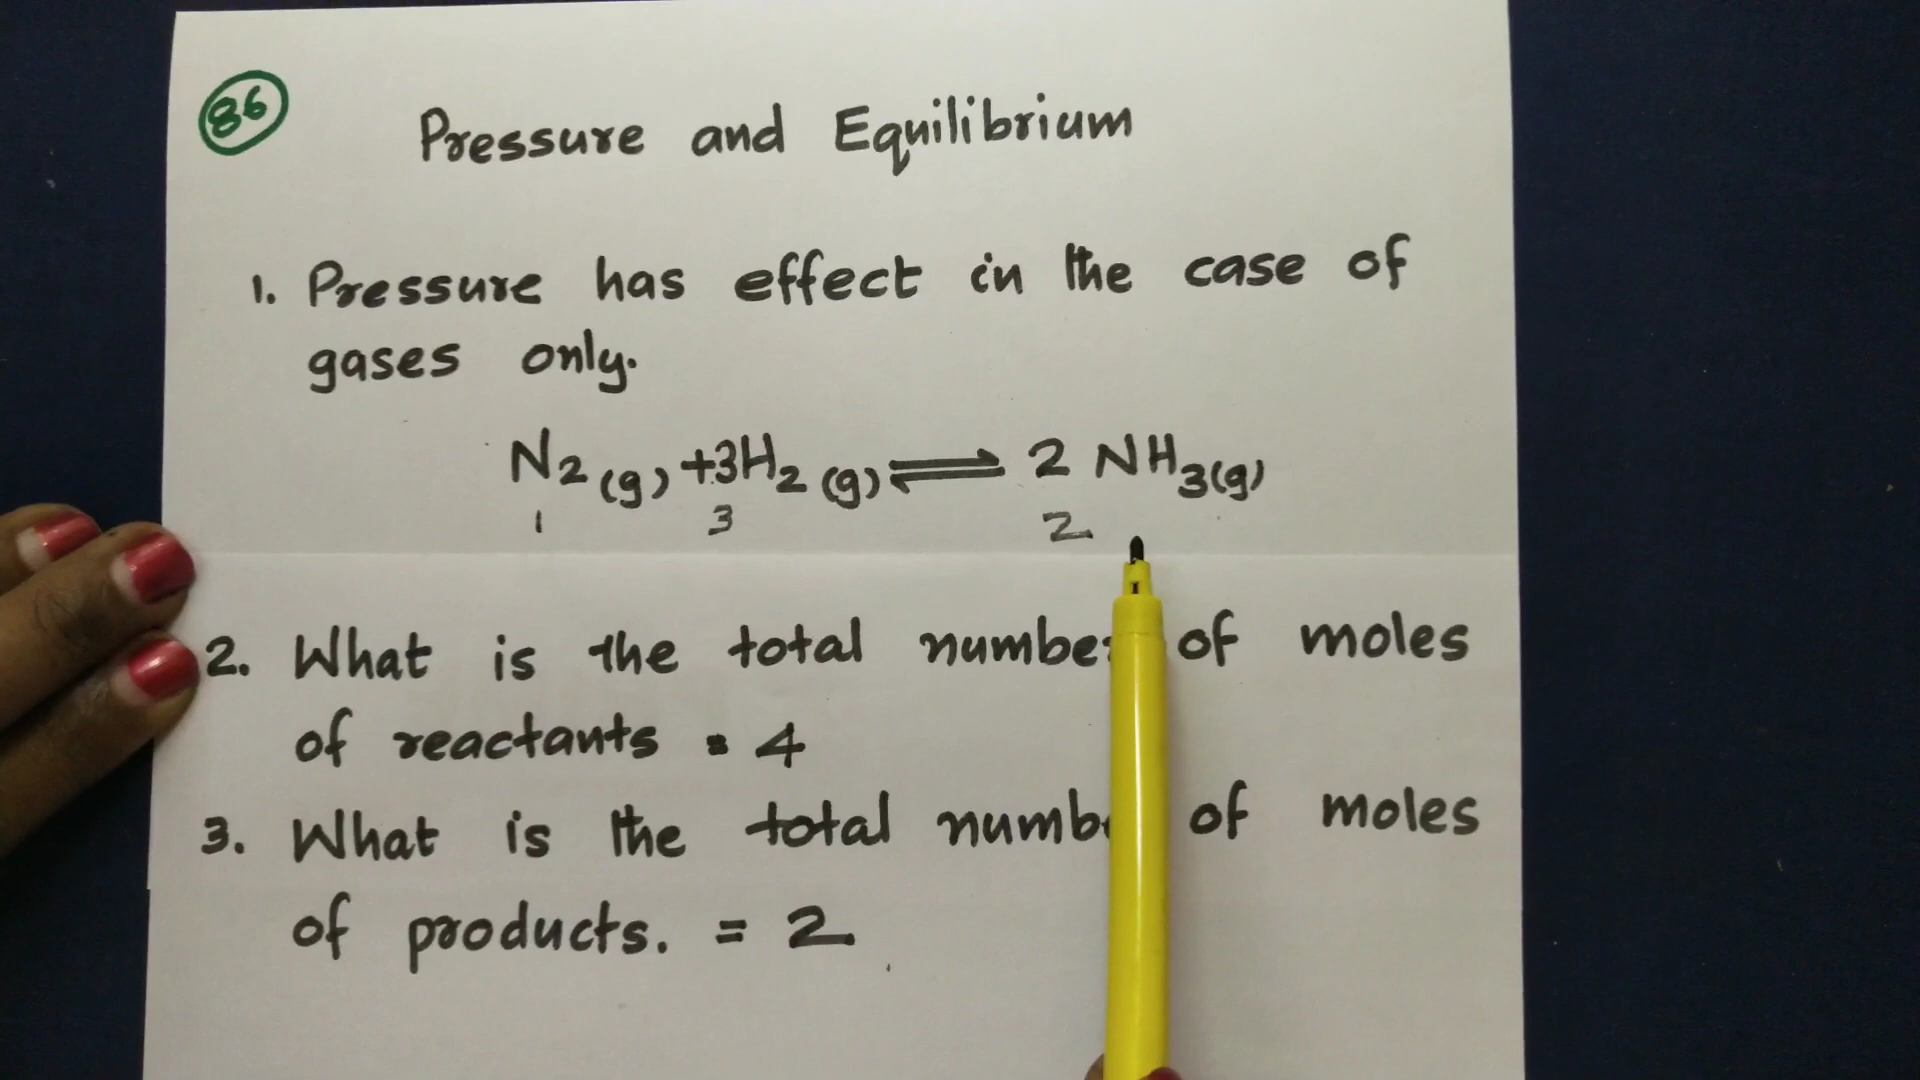 86
Pressure and Equilibrium
1. Pressure has effect in the case of
gases only.
N2 (g) + 3H2 (g) ⇌ 2 NH3(g)
1 3 2
2. What is the total of moles
of reactants = 4
3. What is the total of moles
of products. = 2